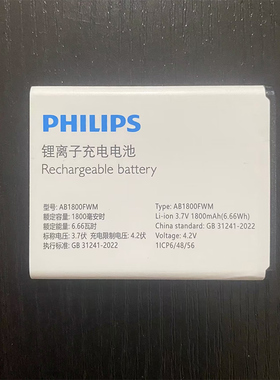 PHILIPS
锂离子充电电池
Rechargeable battery
型号: AB1800FWM
额定容量: 1800毫安时
额定能量: 6.66瓦时
标称电压: 3.7伏 充电限制电压: 4.2伏
执行标准: GB 31241-2022
Type: AB1800FWM
Li-ion 3.7V 1800mAh(6.66Wh)
China standard: GB 31241-2022
Voltage: 4.2V
1ICP6/48/56